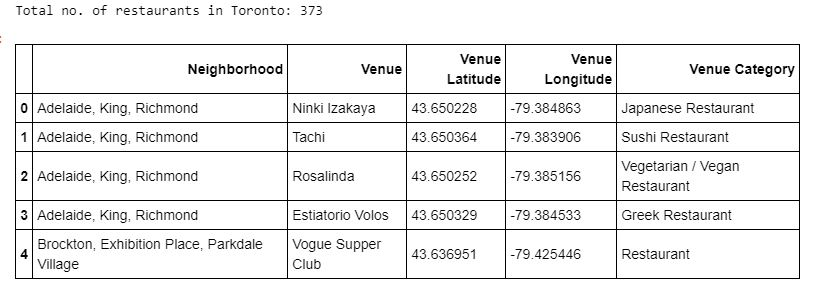 Total no. of restaurants in Toronto: 373
Neighborhood Venue Venue Latitude Venue Longitude Venue Category
0 Adelaide, King, Richmond Ninki Izakaya 43.650228 -79.384863 Japanese Restaurant
1 Adelaide, King, Richmond Tachi 43.650364 -79.383906 Sushi Restaurant
2 Adelaide, King, Richmond Rosalinda 43.650252 -79.385156 Vegetarian / Vegan Restaurant
3 Adelaide, King, Richmond Estiatorio Volos 43.650329 -79.384533 Greek Restaurant
4 Brockton, Exhibition Place, Parkdale Village Vogue Supper Club 43.636951 -79.425446 Restaurant